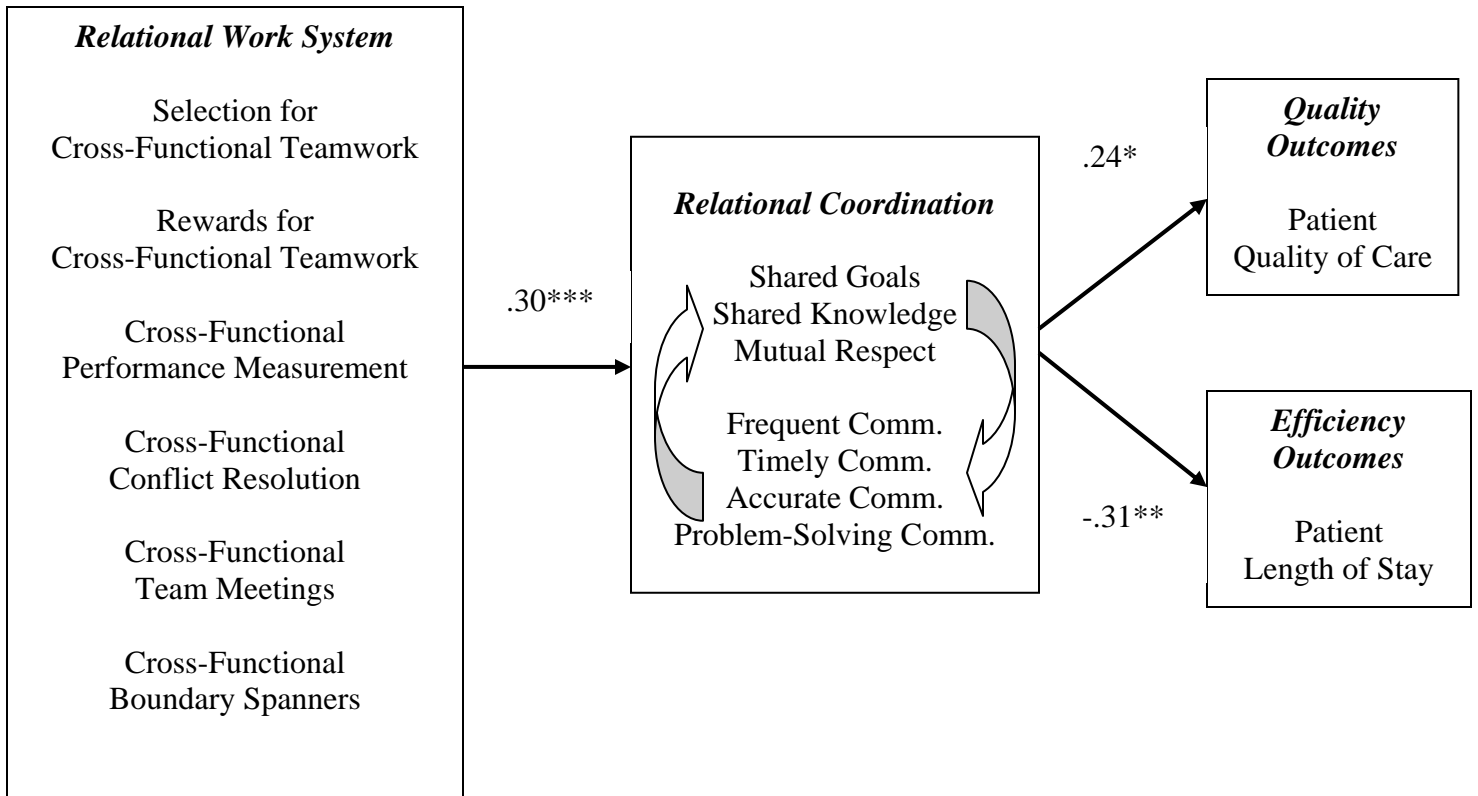 Relational Work System
Selection for
Cross-Functional Teamwork
Rewards for
Cross-Functional Teamwork
Cross-Functional
Performance Measurement
Cross-Functional
Conflict Resolution
Cross-Functional
Team Meetings
Cross-Functional
Boundary Spanners
.30***
Relational Coordination
Shared Goals
Shared Knowledge
Mutual Respect
Frequent Comm.
Timely Comm.
Accurate Comm.
Problem-Solving Comm.
.24*
-.31**
Quality
Outcomes
Patient
Quality of Care
Efficiency
Outcomes
Patient
Length of Stay